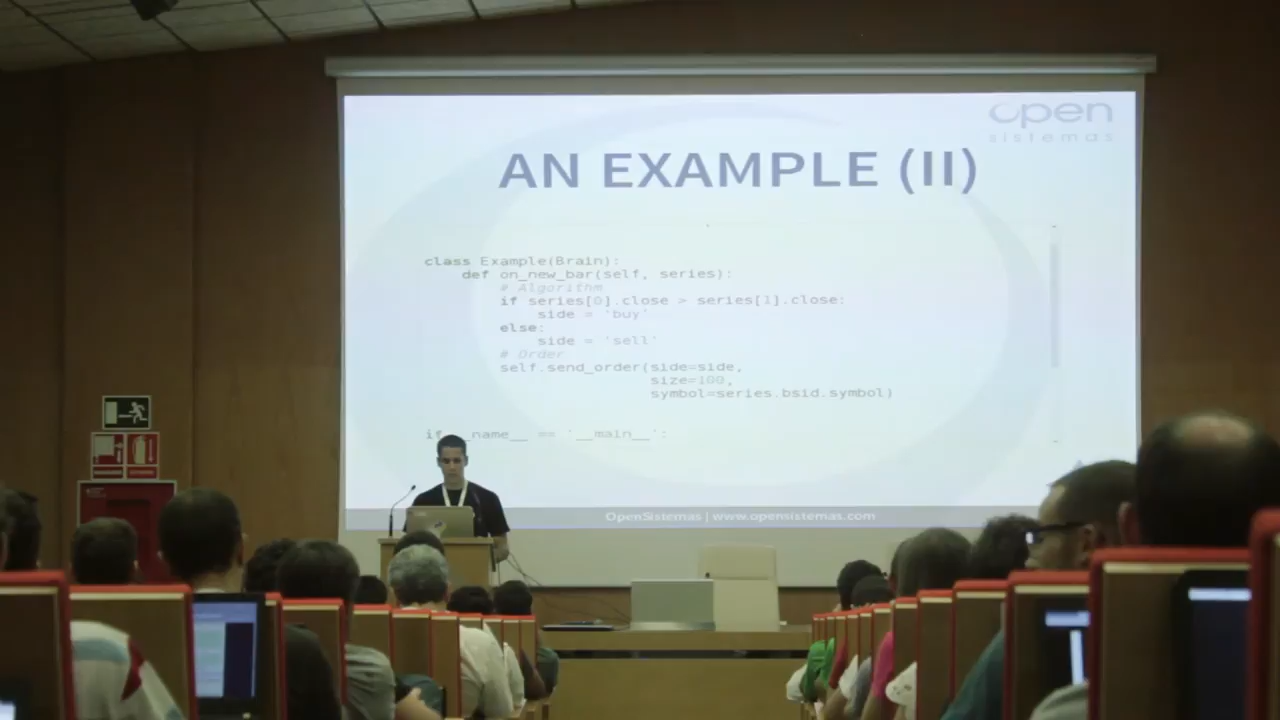 open
sistemas
AN EXAMPLE (II)
class Example(Brain):
def on_new_bar(self, series):
# Algorithm
if series[0].close > series[1].close:
side = 'buy'
else:
side = 'sell'
# Order
self.send_order(side=side,
size=100,
symbol=series.bsid.symbol)
if __name__ == '__main__':
OpenSistemas | www.opensistemas.com